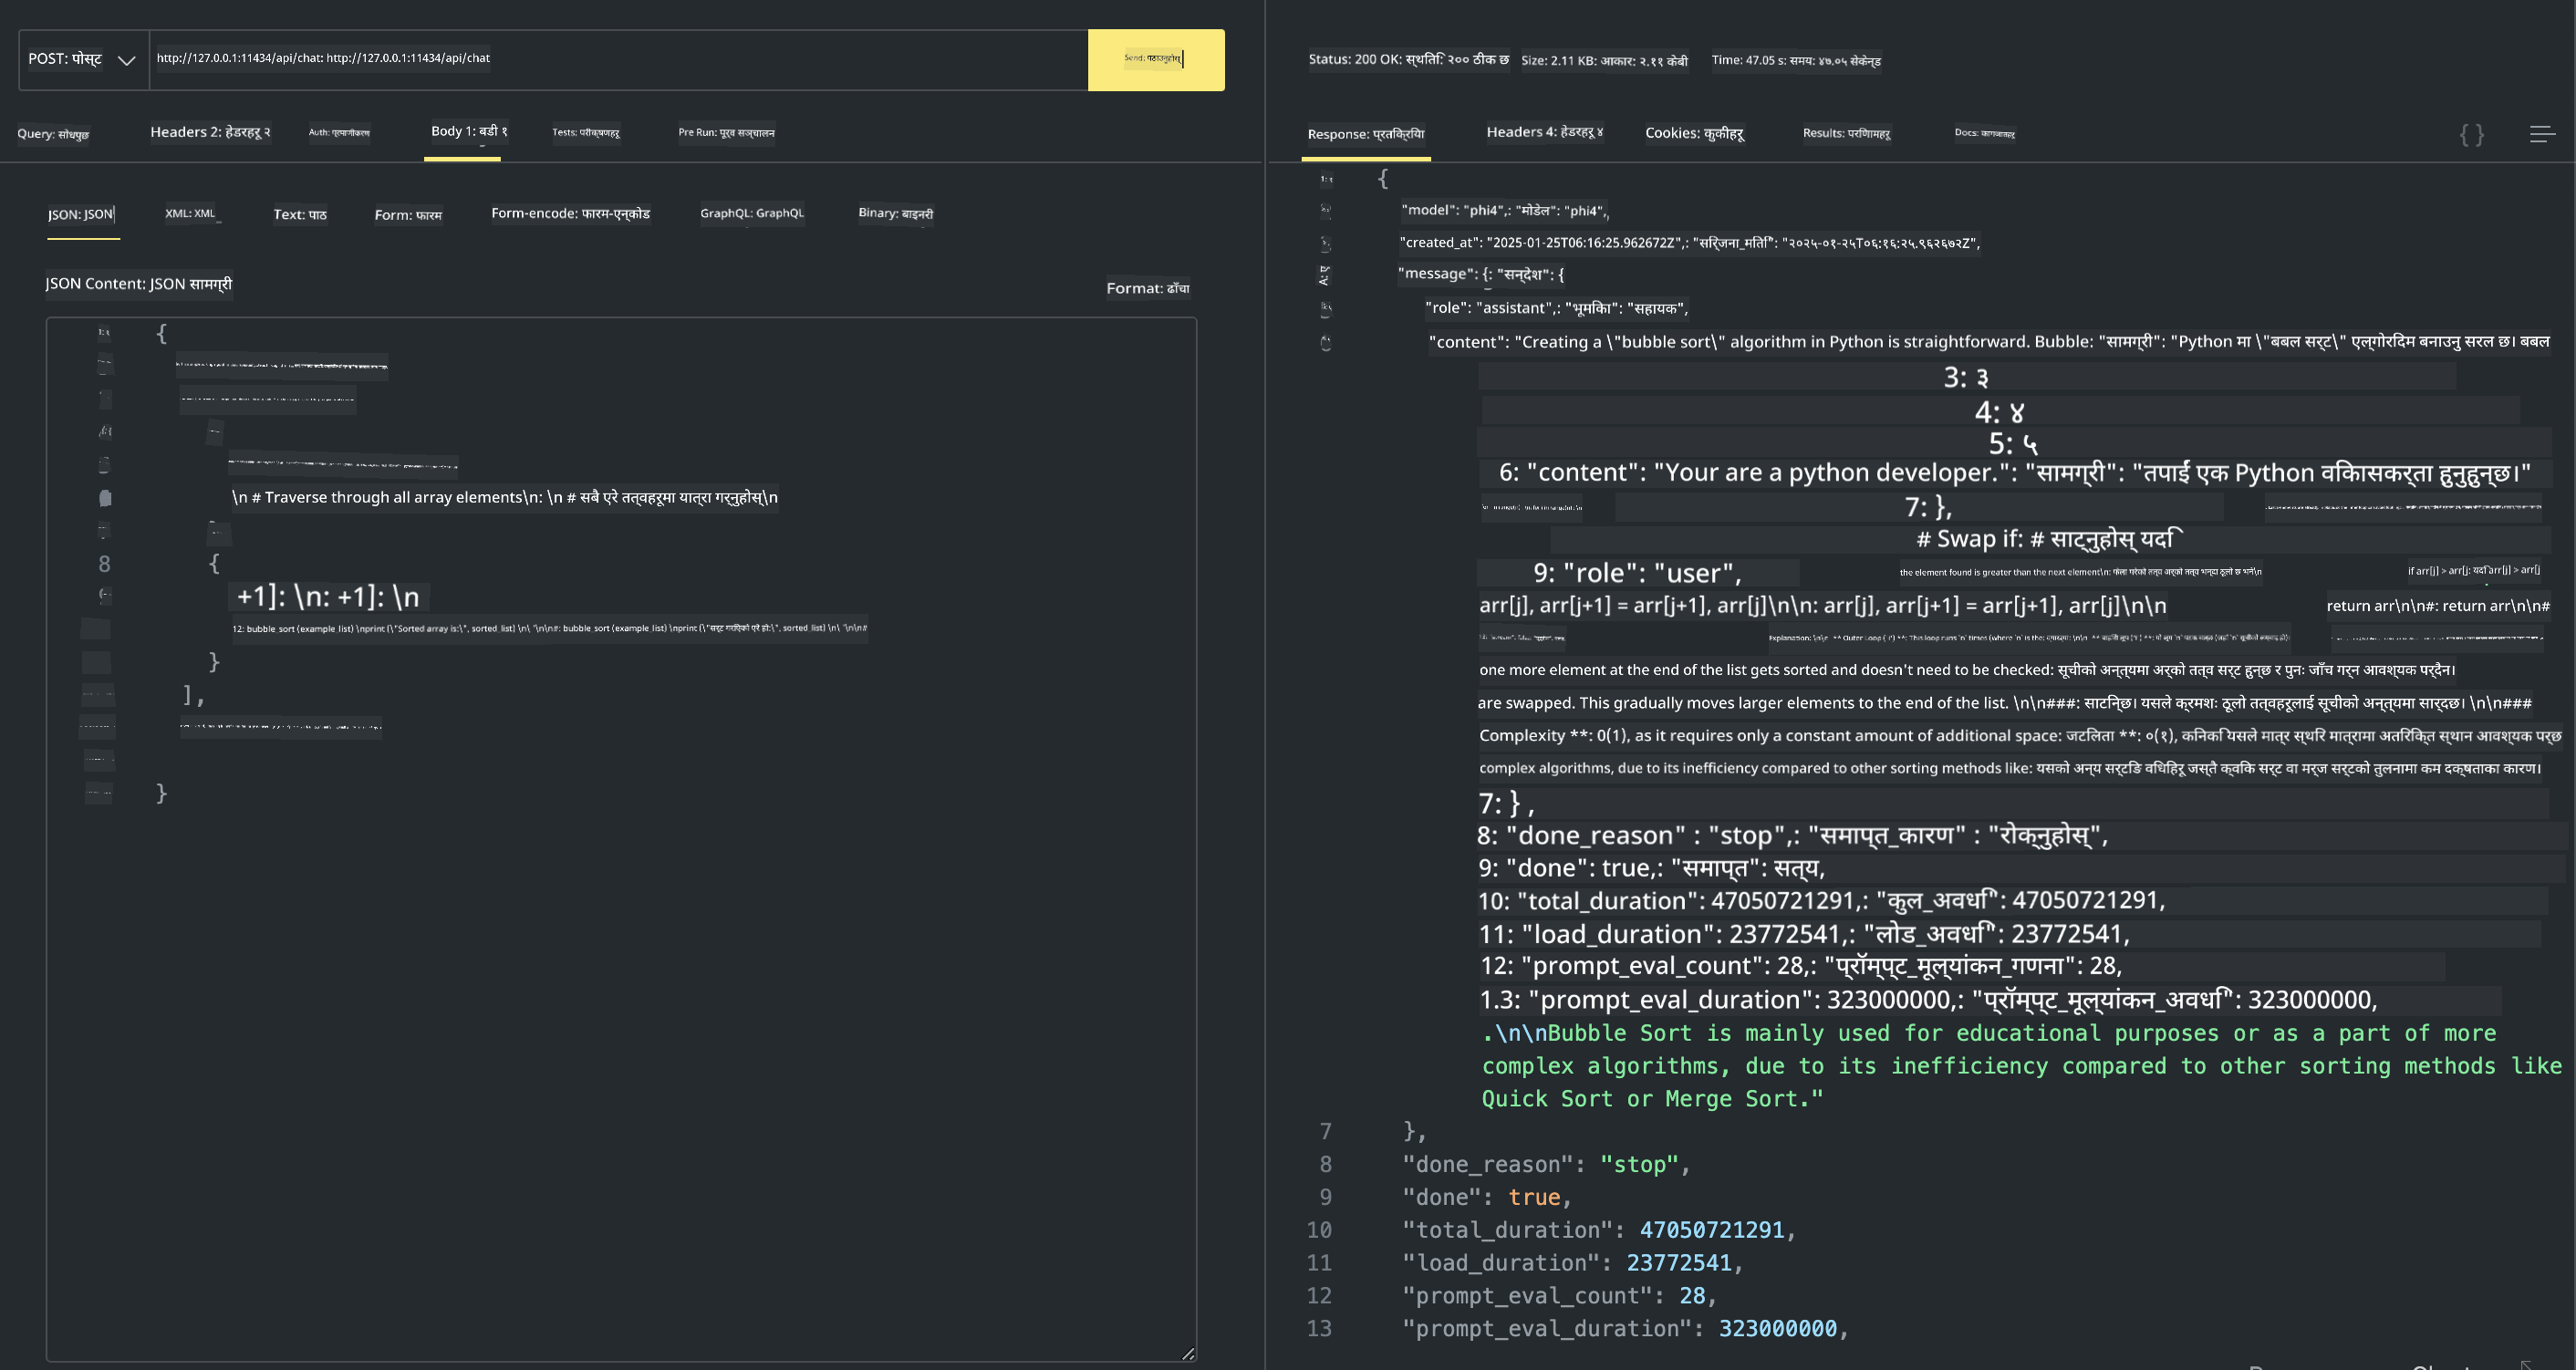 POST: पोस्ट
http://127.0.0.1:11434/api/chat: http://127.0.0.1:11434/api/chat
Send: पठाउनुहोस्
Query: सोधपुछ
Headers 2: हेडरहरू २
Auth: प्रमाणीकरण
Body 1: बडी १
Tests: परीक्षणहरू
Pre Run: पूर्व सञ्चालन
JSON: JSON
XML: XML
Text: पाठ
Form: फारम
Form-encode: फारम-एन्कोड
GraphQL: GraphQL
Binary: बाइनरी
JSON Content: JSON सामग्री
Format: ढाँचा
{
\n # Traverse through all array elements\n: \n # सबै एरे तत्वहरूमा यात्रा गर्नुहोस्\n
8 {
+1]: \n: +1]: \n
12: bubble_sort (example_list) \nprint (\"Sorted array is:\", sorted_list) \n\ `\n\n#: bubble_sort (example_list) \nprint (\"सर्ट गरिएको एरे हो:\", sorted_list) \n\ `\n\n#
}
],
}
Status: 200 OK: स्थिति: २०० ठीक छ
Size: 2.11 KB: आकार: २.११ केबी
Time: 47.05 s: समय: ४७.०५ सेकेन्ड
Response: प्रतिक्रिया
Headers 4: हेडरहरू ४
Cookies: कुकीहरू
Results: परिणामहरू
Docs: कागजातहरू
{ }
1: १ {
"model": "phi4",: "मोडेल": "phi4",
"created_at": "2025-01-25T06:16:25.962672Z",: "सिर्जना_मिति": "२०२५-०१-२५T०६:१६:२५.९६२६७२Z",
"message": {: "सन्देश": {
"role": "assistant",: "भूमिका": "सहायक",
"content": "Creating a \"bubble sort\" algorithm in Python is straightforward. Bubble: "सामग्री": "Python मा \"बबल सर्ट\" एल्गोरिदम बनाउनु सरल छ। बबल
3: ३
4: ४
5: ५
6: "content": "Your are a python developer.": "सामग्री": "तपाईं एक Python विकासकर्ता हुनुहुन्छ।"
7: },
# Swap if: # साट्नुहोस् यदि
9: "role": "user",
the element found is greater than the next element\n: फेला परेको तत्व अर्को तत्व भन्दा ठूलो छ भने\n
if arr[j] > arr[j: यदि arr[j] > arr[j
arr[j], arr[j+1] = arr[j+1], arr[j]\n\n: arr[j], arr[j+1] = arr[j+1], arr[j]\n\n
return arr\n\n#: return arr\n\n#
one more element at the end of the list gets sorted and doesn't need to be checked: सूचीको अन्त्यमा अर्को तत्व सर्ट हुन्छ र पुनः जाँच गर्न आवश्यक पर्दैन।
are swapped. This gradually moves larger elements to the end of the list. \n\n###: साटिन्छ। यसले क्रमशः ठूलो तत्वहरूलाई सूचीको अन्त्यमा सार्दछ। \n\n###
Complexity **: 0(1), as it requires only a constant amount of additional space: जटिलता **: ०(१), किनकि यसले मात्र स्थिर मात्रामा अतिरिक्त स्थान आवश्यक पर्छ
complex algorithms, due to its inefficiency compared to other sorting methods like: यसको अन्य सर्टिङ विधिहरू जस्तै क्विक सर्ट वा मर्ज सर्टको तुलनामा कम दक्षताका कारण।
7: } ,
8: "done_reason" : "stop",: "समाप्त_कारण" : "रोक्नुहोस्",
9: "done": true,: "समाप्त": सत्य,
10: "total_duration": 47050721291,: "कुल_अवधि": 47050721291,
11: "load_duration": 23772541,: "लोड_अवधि": 23772541,
12: "prompt_eval_count": 28,: "प्रॉम्प्ट_मूल्यांकन_गणना": 28,
1.3: "prompt_eval_duration": 323000000,: "प्रॉम्प्ट_मूल्यांकन_अवधि": 323000000,
.\n\nBubble Sort is mainly used for educational purposes or as a part of more
complex algorithms, due to its inefficiency compared to other sorting methods like
Quick Sort or Merge Sort."
7 },
8 "done_reason": "stop",
9 "done": true,
10 "total_duration": 47050721291,
11 "load_duration": 23772541,
12 "prompt_eval_count": 28,
13 "prompt_eval_duration": 323000000,